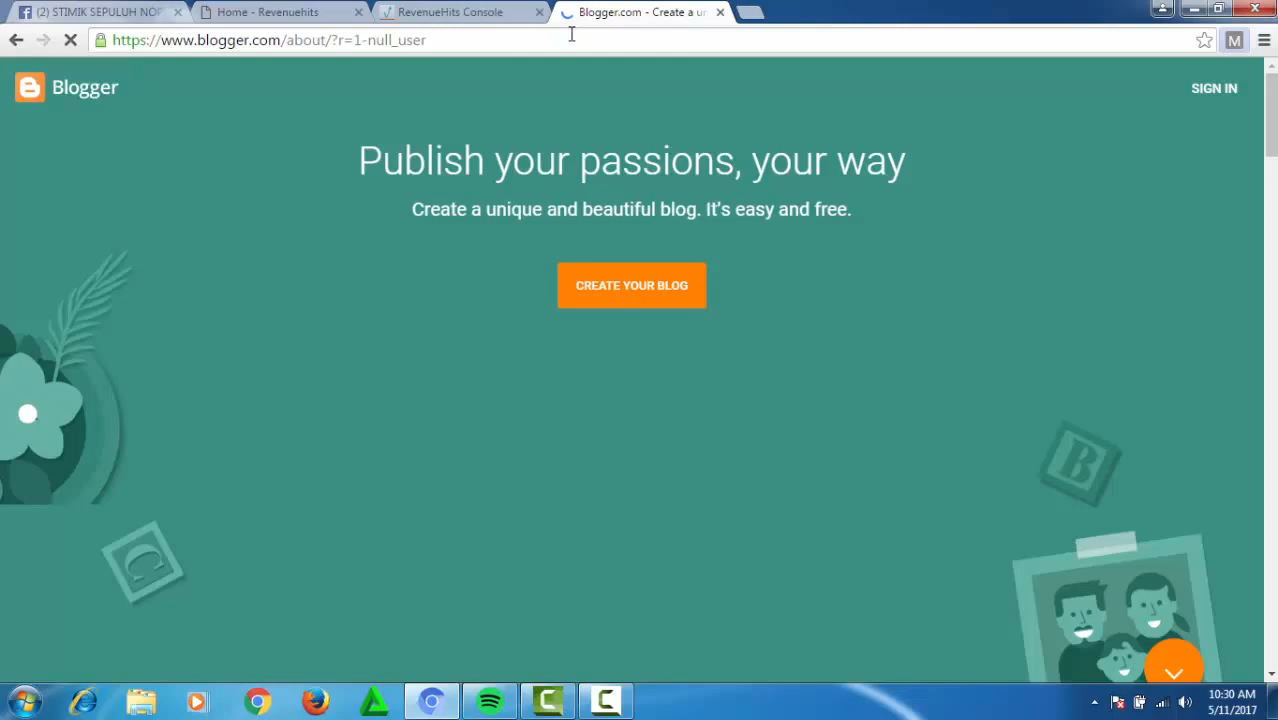 (2) STIMIK SEPULUH NOP
Home - Revenuehits
RevenueHits Console
Blogger.com - Create a un
https://www.blogger.com/about/?r=1-null_user
M
Blogger
SIGN IN
Publish your passions, your way
Create a unique and beautiful blog. It's easy and free.
CREATE YOUR BLOG
B
C
10:30 AM
5/11/2017